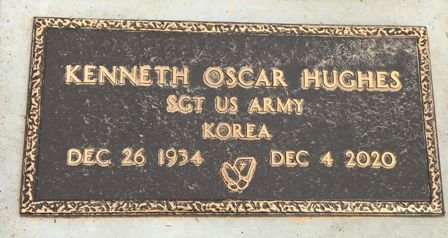 KENNETH OSCAR HUGHES
SGT US ARMY
KOREA
DEC 26 1934 DEC 4 2020